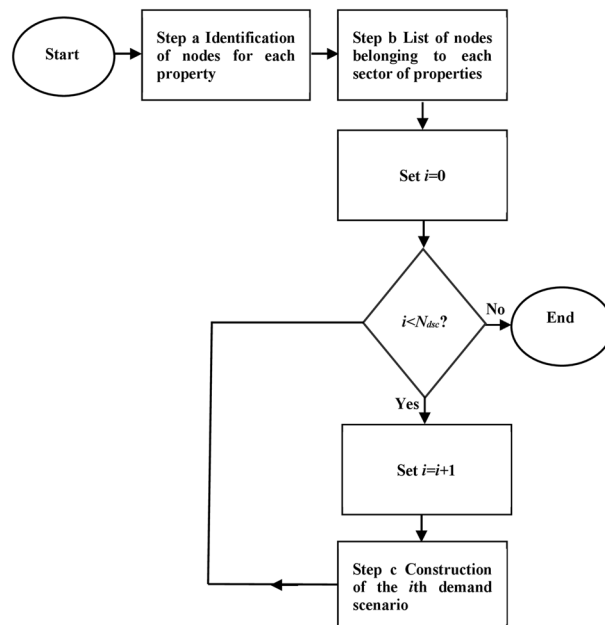 Start
Step a Identification
of nodes for each
property
Step b List of nodes
belonging to each
sector of properties
Set i=0
i<Ndsc?
No
End
Yes
Set i=i+1
Step c Construction
of the ith demand
scenario